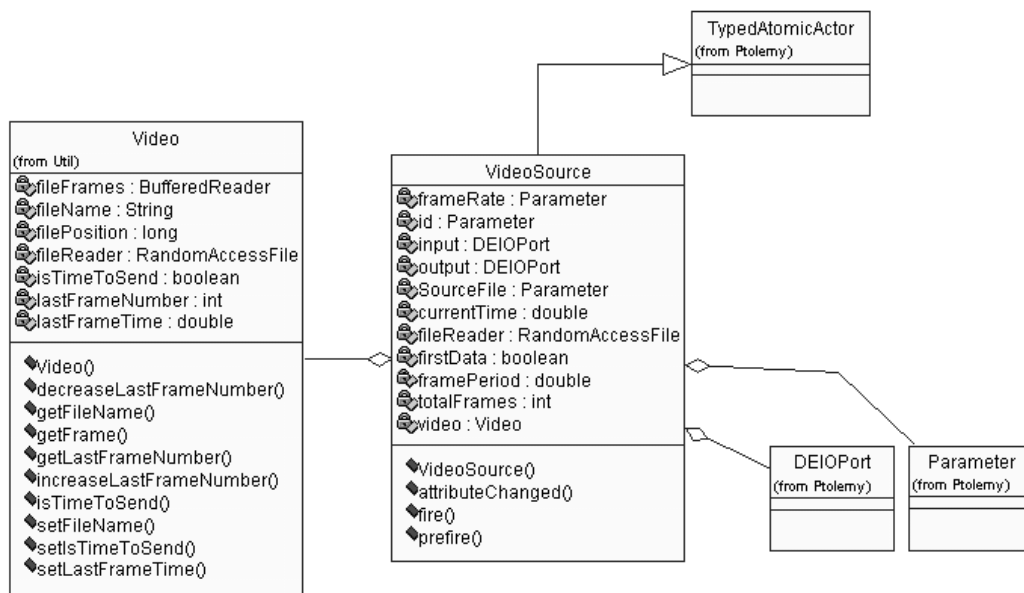 TypedAtomicActor
(from Ptolemy)
Video
(from Util)
fileFrames : BufferedReader
fileName : String
filePosition : long
fileReader : RandomAccessFile
isTimeToSend : boolean
lastFrameNumber : int
lastFrameTime : double
Video()
decreaseLastFrameNumber()
getFileName()
getFrame()
getLastFrameNumber()
increaseLastFrameNumber()
isTimeToSend()
setFileName()
setIsTimeToSend()
setLastFrameTime()
VideoSource
frameRate : Parameter
id : Parameter
input : DEIOPort
output : DEIOPort
SourceFile : Parameter
currentTime : double
fileReader : RandomAccessFile
firstData : boolean
framePeriod : double
totalFrames : int
video : Video
VideoSource()
attributeChanged()
fire()
prefire()
DEIOPort
(from Ptolemy)
Parameter
(from Ptolemy)